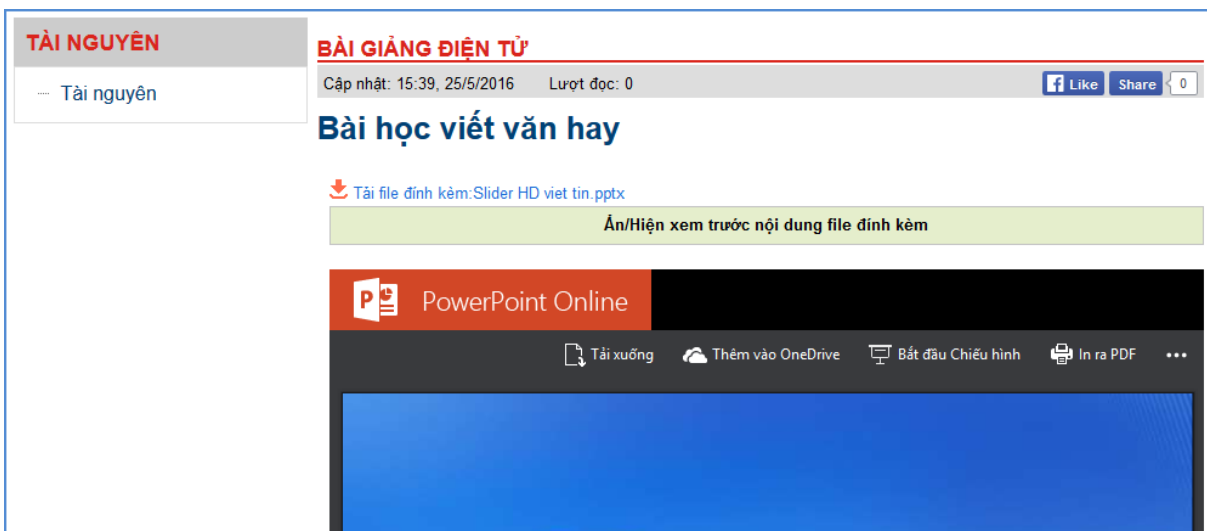 TÀI NGUYÊN
Tài nguyên
BÀI GIẢNG ĐIỆN TỬ
Cập nhật: 15:39, 25/5/2016 Lượt đọc: 0
Like Share 0
Bài học viết văn hay
Tải file đính kèm:Slider HD viet tin.pptx
Ẩn/Hiện xem trước nội dung file đính kèm
PowerPoint Online
Tải xuống Thêm vào OneDrive Bắt đầu Chiếu hình In ra PDF ...